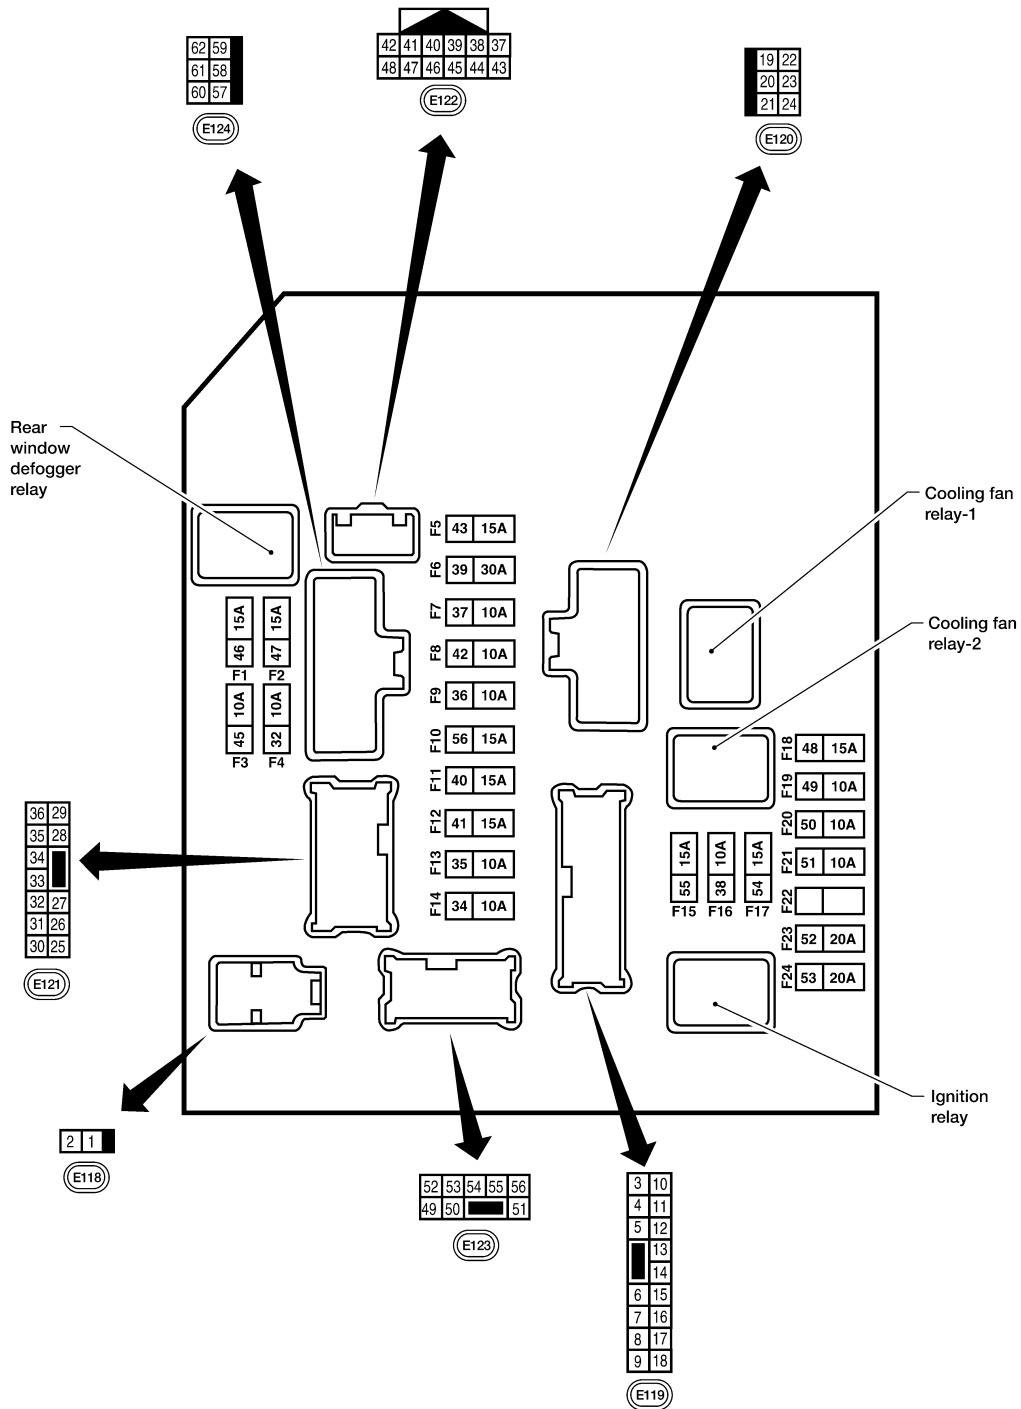 62 59
61 58
60 57
E124
42 41 40 39 38 37
48 47 46 45 44 43
E122
19 22
20 23
21 24
E120
Rear
window
defogger
relay
Cooling fan
relay-1
Cooling fan
relay-2
F5 43 15A
F6 39 30A
F7 37 10A
F8 42 10A
F9 36 10A
F10 56 15A
F11 40 15A
F12 41 15A
F13 35 10A
F14 34 10A
46 15A
F1
47 15A
F2
45 10A
F3
32 10A
F4
55 15A
F15
38 10A
F16
54 15A
F17
F18 48 15A
F19 49 10A
F20 50 10A
F21 51 10A
F22
F23 52 20A
F24 53 20A
36 29
35 28
34
33
32 27
31 26
30 25
E121
Ignition
relay
2 1
E118
52 53 54 55 56
49 50 51
E123
3 10
4 11
5 12
13
14
6 15
7 16
8 17
9 18
E119